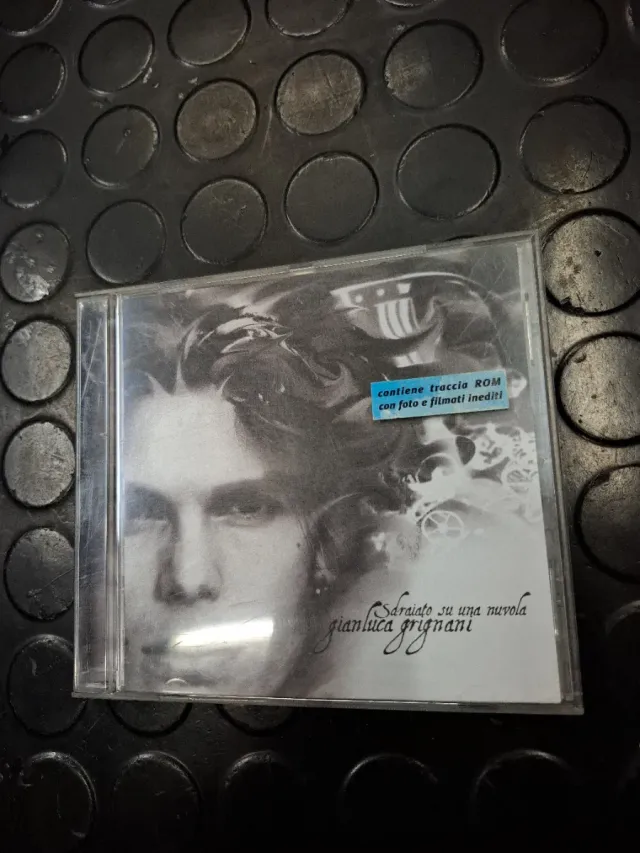 contiene traccia ROM
con foto e filmati inediti
Sdraiato su una nuvola
gianluca grignani